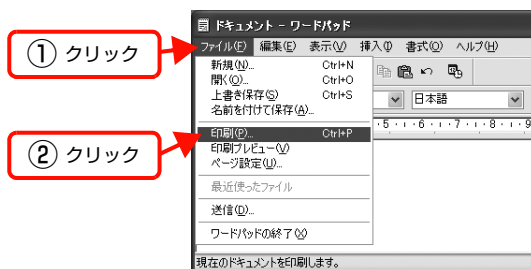 ドキュメント - ワードパッド
① クリック
ファイル(F) 編集(E) 表示(V) 挿入(I) 書式(O) ヘルプ(H)
新規(N)... Ctrl+N
開く(O)... Ctrl+O
上書き保存(S) Ctrl+S
名前を付けて保存(A)...
日本語
② クリック
印刷(P)... Ctrl+P
5 6 7 8 9
印刷プレビュー(V)
ページ設定(U)...
最近使ったファイル
送信(D)...
ワードパッドの終了(X)
現在のドキュメントを印刷します。